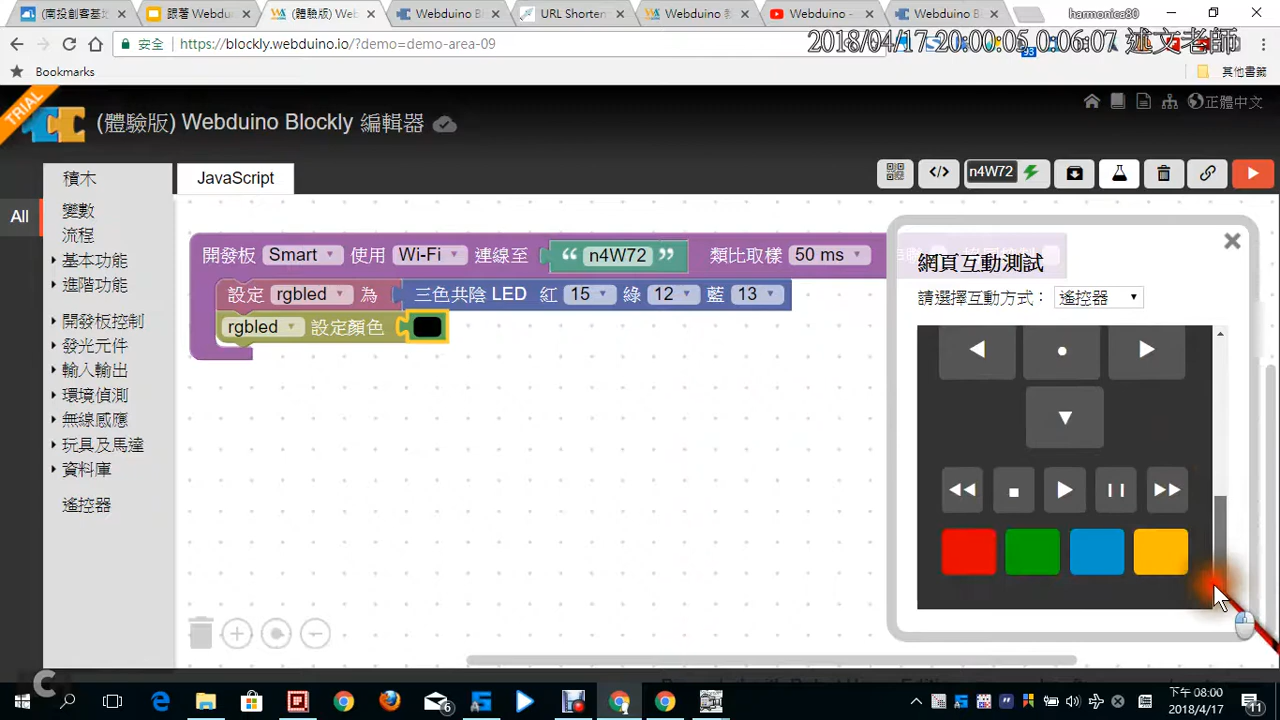 (南投創客基地
跟著 Webdu
(體驗版) Web
Webduino Bl
URL Shorten
Webduino 教
Webduino
Webduino B
harmonica80
安全 https://blockly.webduino.io/?demo=demo-area-09
2018/04/17 20:00:05 0:06:07 述文老師
93
Bookmarks
其他書籤
TRIAL
(體驗版) Webduino Blockly 編輯器
正體中文
積木
JavaScript
</>
n4W72
All
變數
流程
基本功能
進階功能
開發板控制
發光元件
輸入輸出
環境偵測
無線感應
玩具及馬達
資料庫
遙控器
開發板 Smart 使用 Wi-Fi 連線至 “ n4W72 ” 類比取樣 50 ms
設定 rgbled 為 三色共陰 LED 紅 15 綠 12 藍 13
rgbled 設定顏色
網頁互動測試
請選擇互動方式： 遙控器
6
下午 08:00
2018/4/17
11